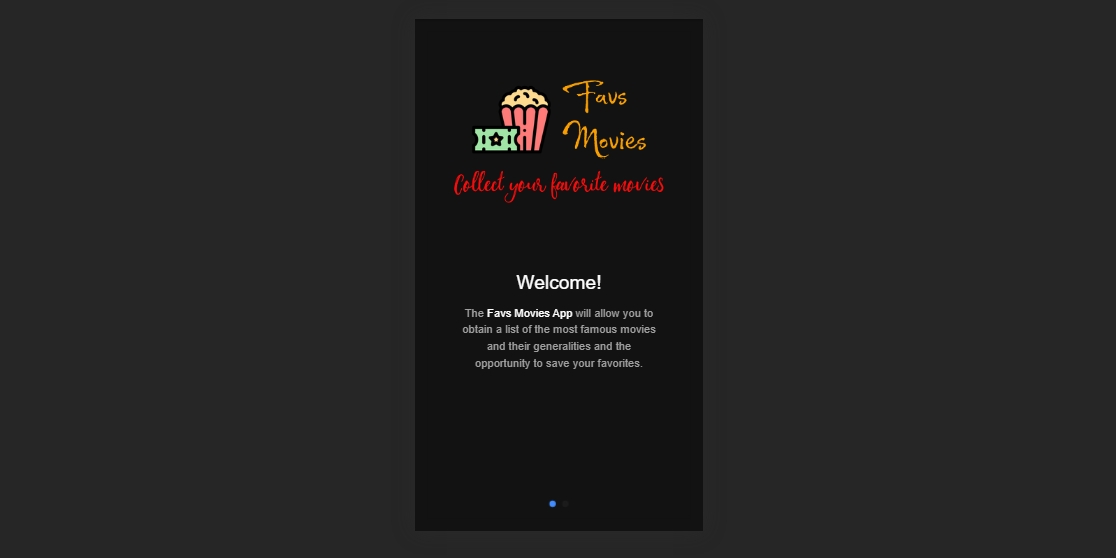 Favs
Movies
Collect your favorite movies
Welcome!
The Favs Movies App will allow you to
obtain a list of the most famous movies
and their generalities and the
opportunity to save your favorites.